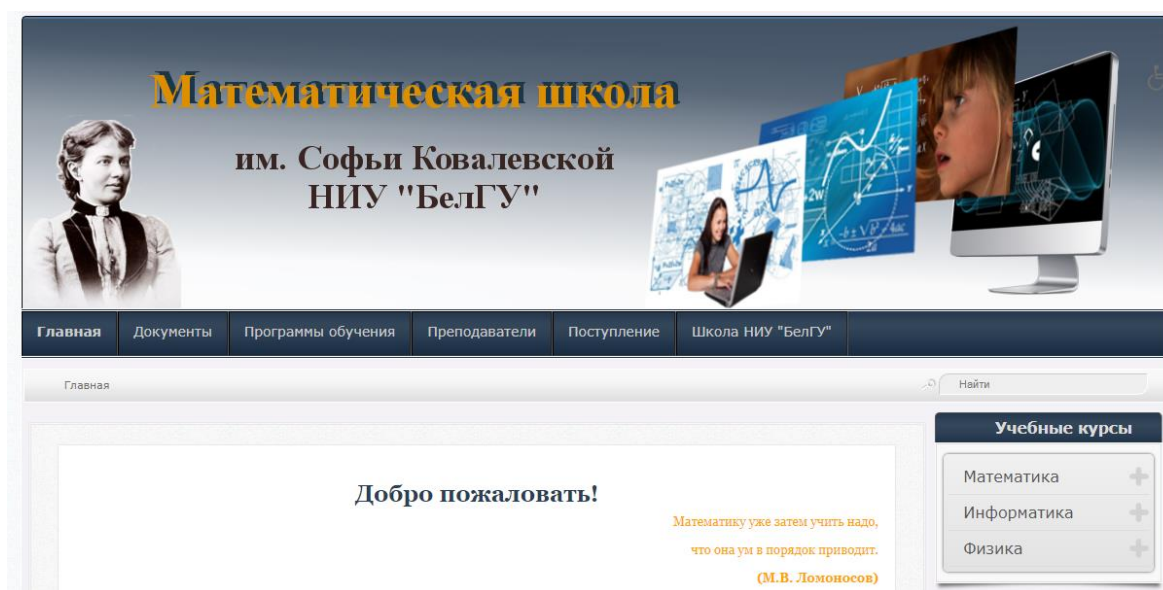 Математическая школа
им. Софьи Ковалевской
НИУ "БелГУ"
Главная
Документы
Программы обучения
Преподаватели
Поступление
Школа НИУ "БелГУ"
Главная
Найти
Учебные курсы
Математика
Информатика
Физика
Добро пожаловать!
Математику уже затем учить надо,
что она ум в порядок приводит.
(М.В. Ломоносов)